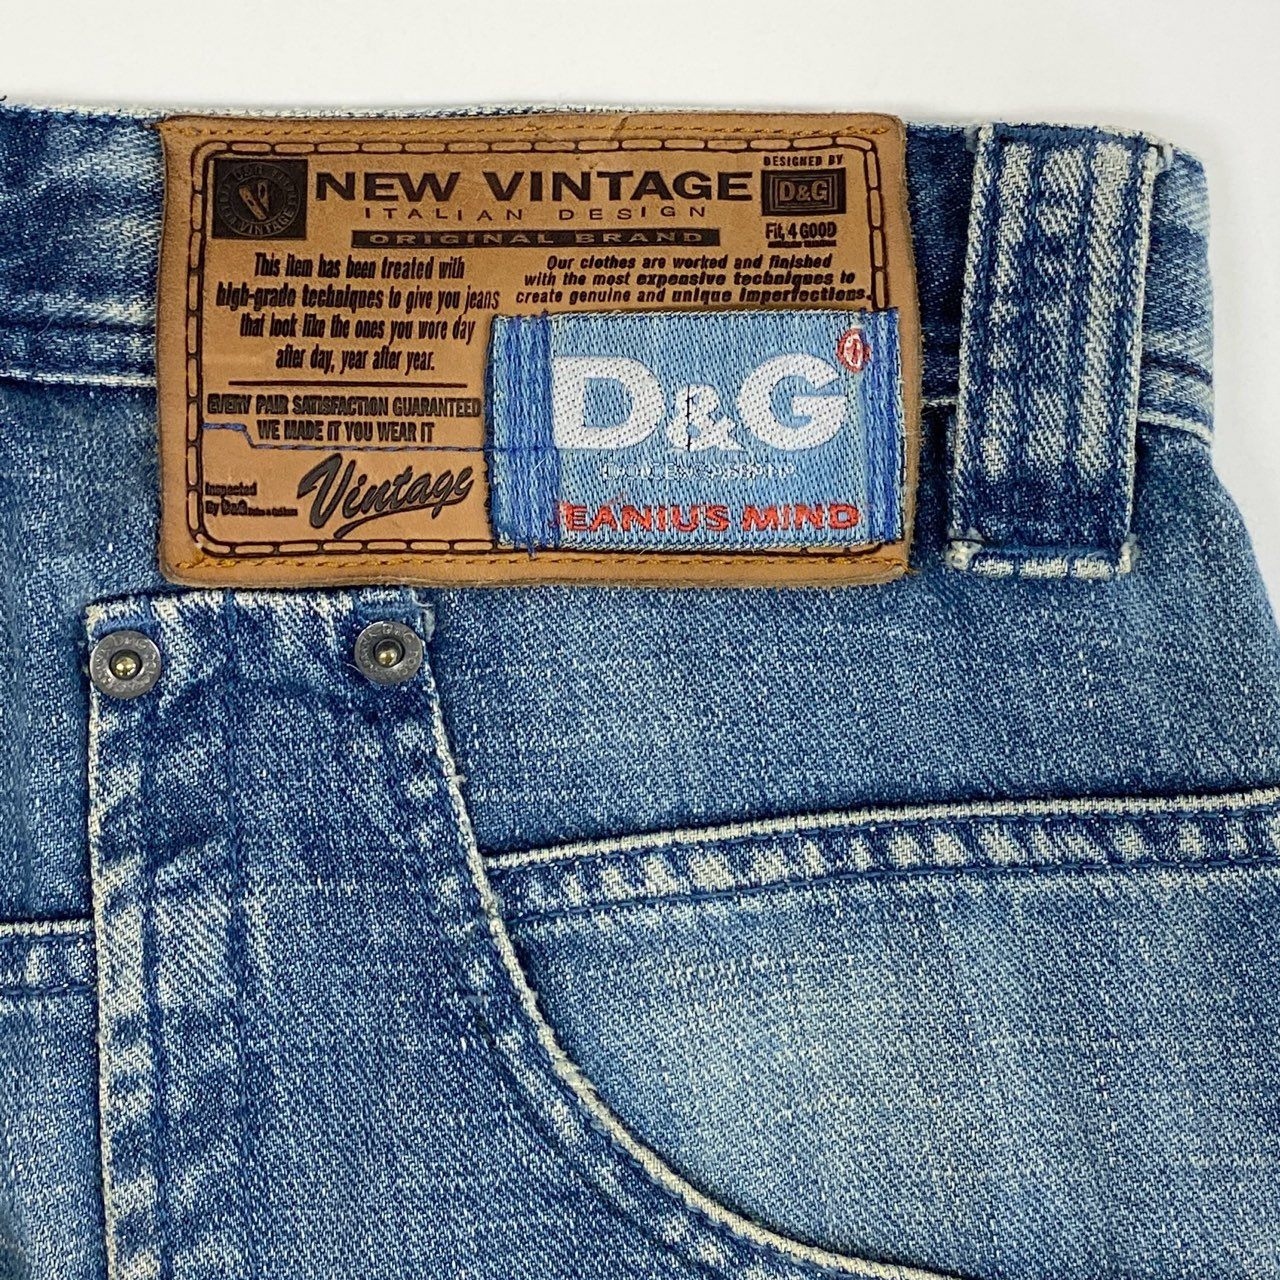 NEW VINTAGE
ITALIAN DESIGN
ORIGINAL BRAND
DESIGNED BY
D&G
Fit 4 GOOD
VINTAGE
This item has been treated with
high-grade techniques to give you jeans
that look like the ones you wore day
after day, year after year.
Our clothes are worked and finished
with the most expensive techniques to
create genuine and unique imperfections.
EVERY PAIR SATISFACTION GUARANTEED
WE MADE IT YOU WEAR IT
Vintage
Inspected
By D&G
D&G
JEANIUS MIND